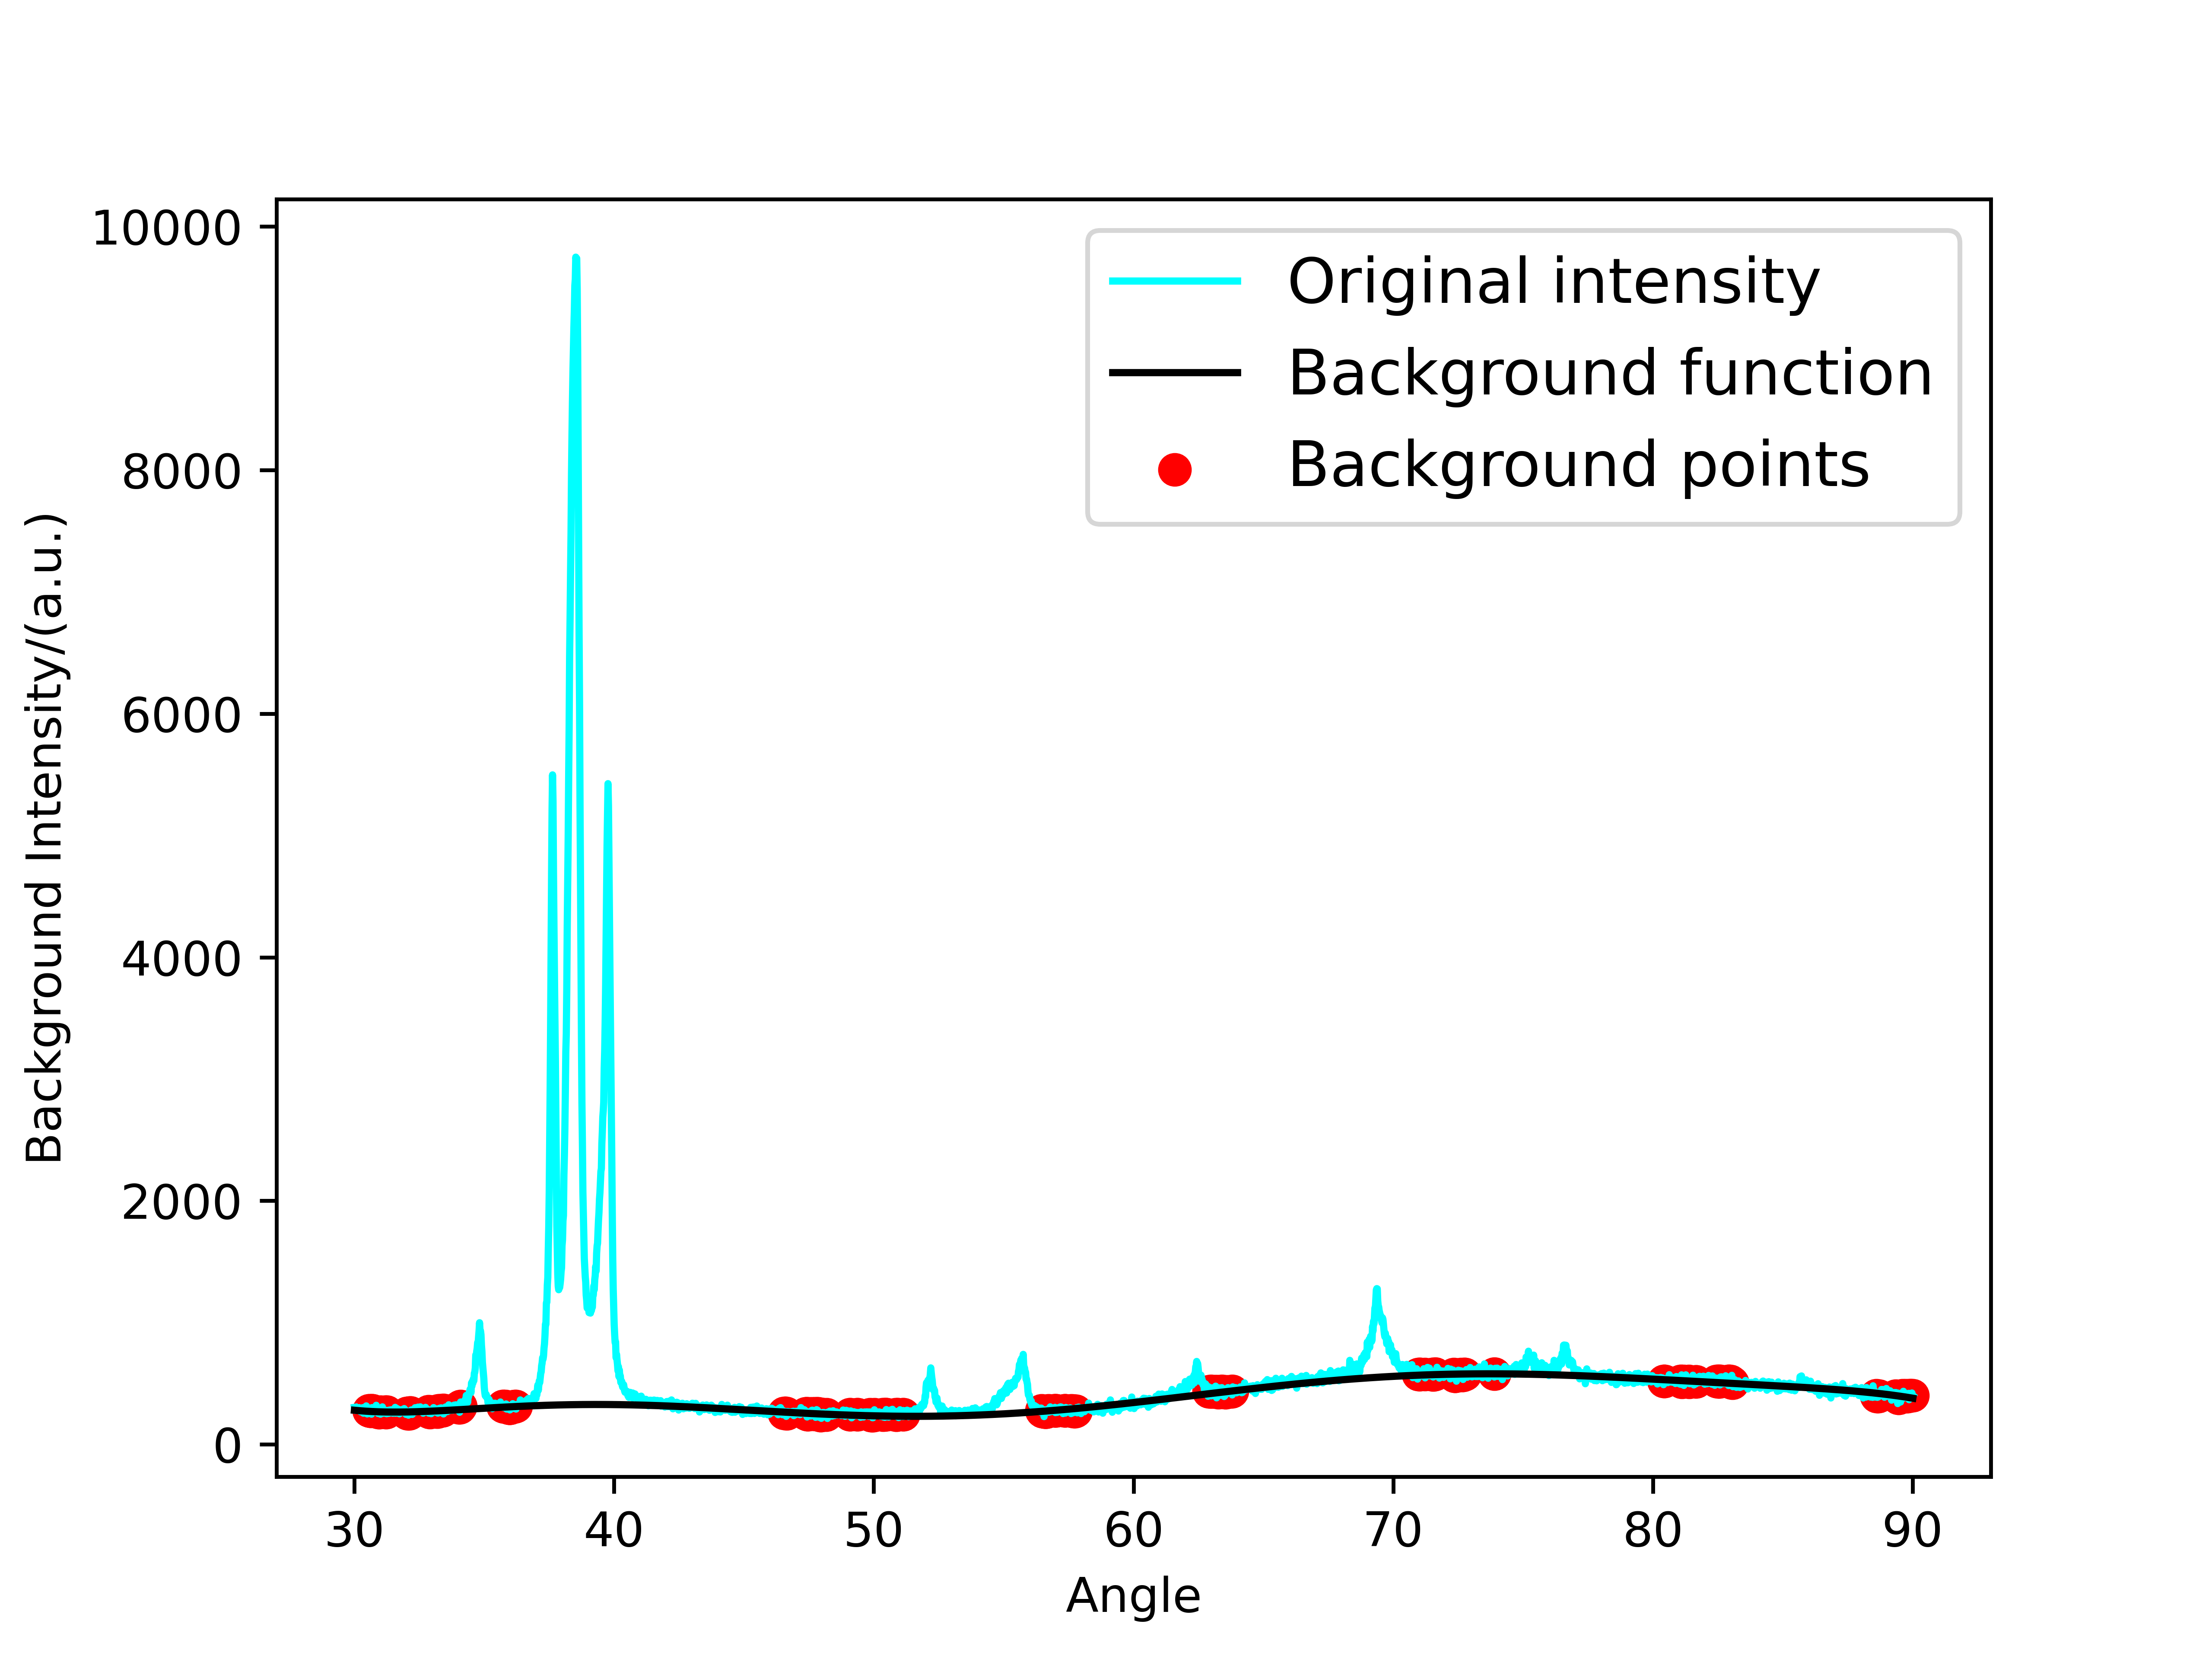 10000
8000
6000
4000
2000
0
Background Intensity/(a.u.)
Original intensity
Background function
Background points
30 40 50 60 70 80 90
Angle